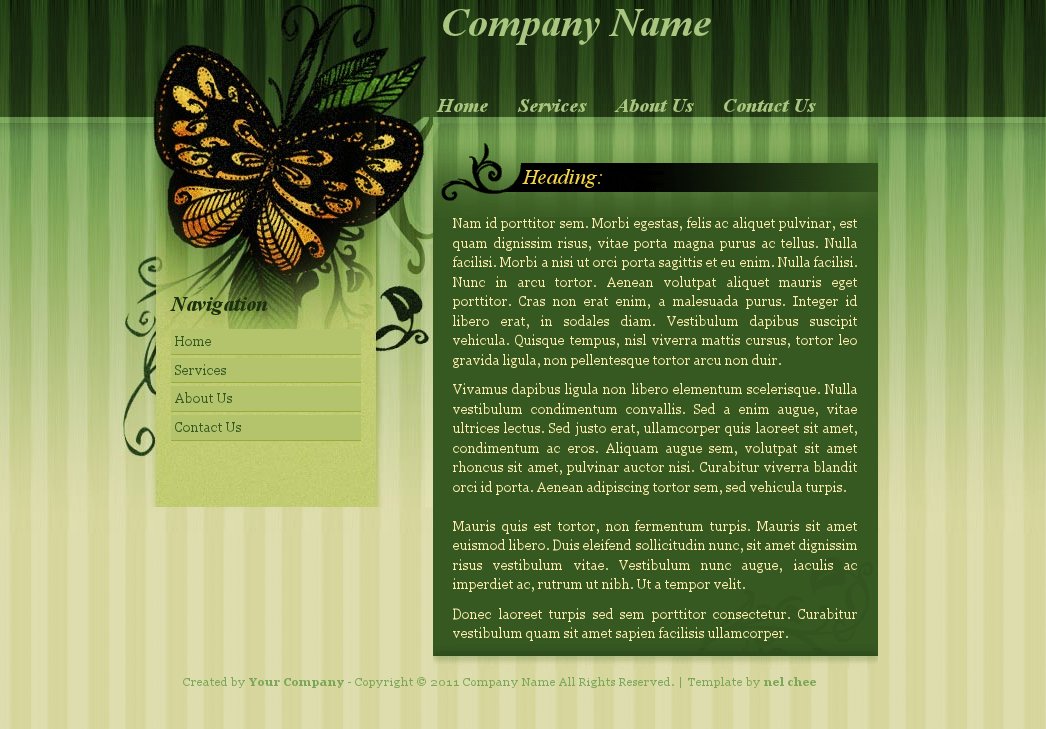 Company Name
Home Services About Us Contact Us
Heading:
Nam id porttitor sem. Morbi egestas, felis ac aliquet pulvinar, est
quam dignissim risus, vitae porta magna purus ac tellus. Nulla
facilisi. Morbi a nisi ut orci porta sagittis et eu enim. Nulla facilisi.
Nunc in arcu tortor. Aenean volutpat aliquet mauris eget
porttitor. Cras non erat enim, a malesuada purus. Integer id
libero erat, in sodales diam. Vestibulum dapibus suscipit
vehicula. Quisque tempus, nisl viverra mattis cursus, tortor leo
gravida ligula, non pellentesque tortor arcu non duir.
Vivamus dapibus ligula non libero elementum scelerisque. Nulla
vestibulum condimentum convallis. Sed a enim augue, vitae
ultrices lectus. Sed justo erat, ullamcorper quis laoreet sit amet,
condimentum ac eros. Aliquam augue sem, volutpat sit amet
rhoncus sit amet, pulvinar auctor nisi. Curabitur viverra blandit
orci id porta. Aenean adipiscing tortor sem, sed vehicula turpis.
Mauris quis est tortor, non fermentum turpis. Mauris sit amet
euismod libero. Duis eleifend sollicitudin nunc, sit amet dignissim
risus vestibulum vitae. Vestibulum nunc augue, iaculis ac
imperdiet ac, rutrum ut nibh. Ut a tempor velit.
Donec laoreet turpis sed sem porttitor consectetur. Curabitur
vestibulum quam sit amet sapien facilisis ullamcorper.
Navigation
Home
Services
About Us
Contact Us
Created by Your Company - Copyright © 2011 Company Name All Rights Reserved. | Template by nel chee